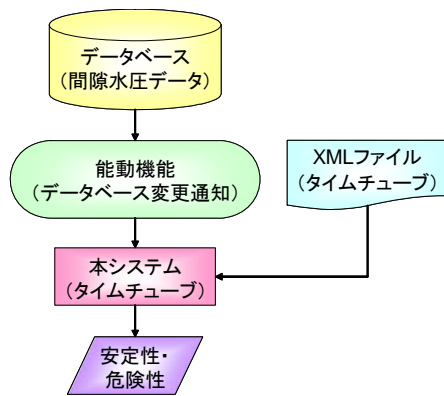 データベース
（間隙水圧データ）
能動機能
（データベース変更通知）
XMLファイル
（タイムチューブ）
本システム
（タイムチューブ）
安定性・
危険性